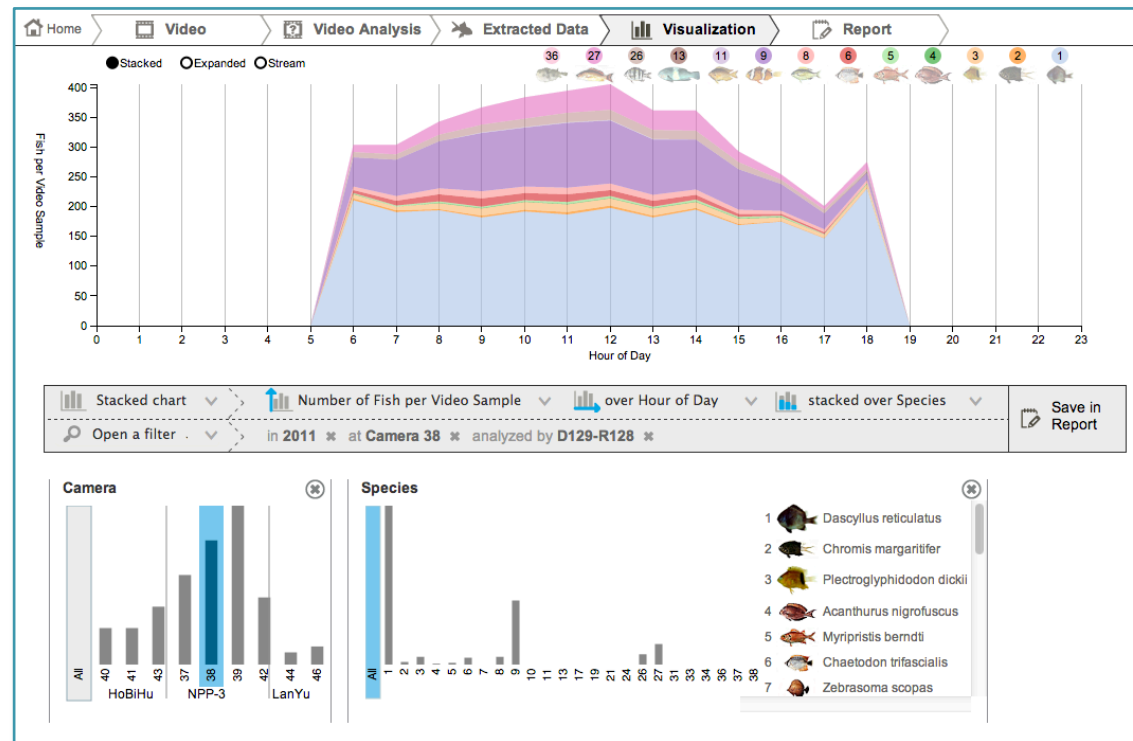 Home Video Video Analysis Extracted Data Visualization Report
Stacked Expanded Stream
36 27 26 13 11 9 8 6 5 4 3 2 1
Fish per Video Sample
400
350
300
250
200
150
100
50
0
0 1 2 3 4 5 6 7 8 9 10 11 12 13 14 15 16 17 18 19 20 21 22 23
Hour of Day
Stacked chart Number of Fish per Video Sample over Hour of Day stacked over Species
Save in
Report
Open a filter . in 2011 ✖ at Camera 38 ✖ analyzed by D129-R128 ✖
Camera
All 40 41 43 37 38 39 42 44 46
HoBiHu NPP-3 LanYu
Species
All 1 2 3 4 5 6 7 8 9 10 11 12 13 15 17 19 21 24 26 27 31 33 34 36 37 38
1 Dascyllus reticulatus
2 Chromis margaritifer
3 Plectroglyphidodon dickii
4 Acanthurus nigrofuscus
5 Myripristis berndti
6 Chaetodon trifascialis
7 Zebrasoma scopas